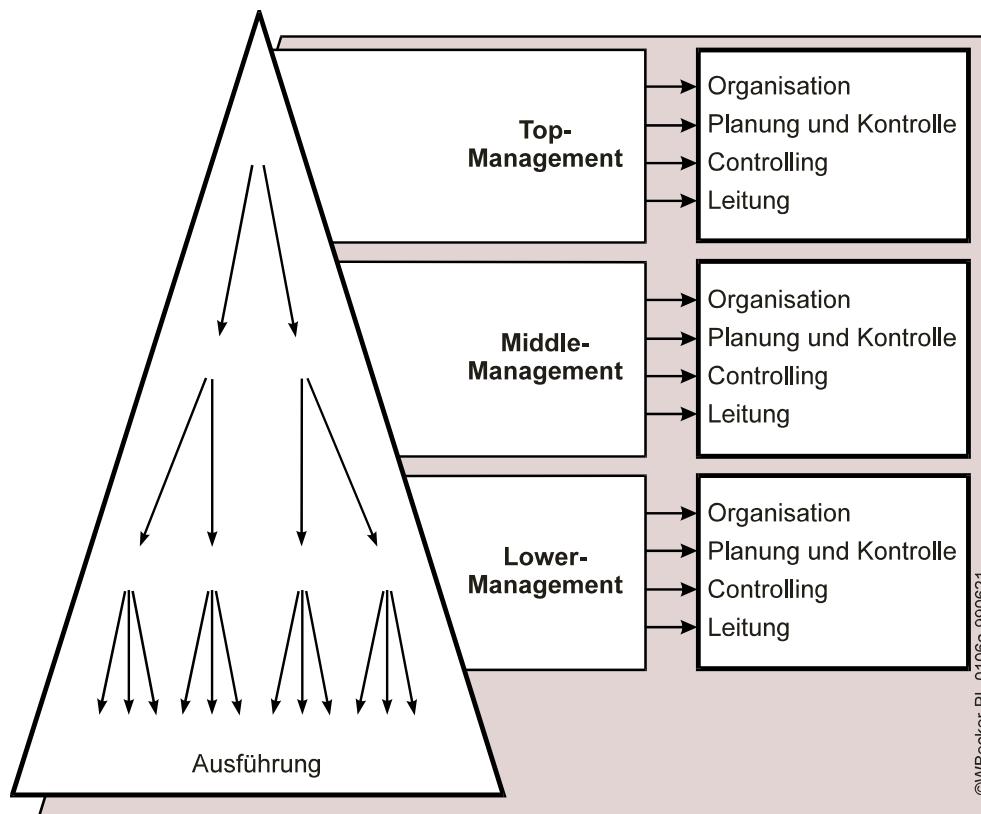 Top-
Management
Organisation
Planung und Kontrolle
Controlling
Leitung
Middle-
Management
Organisation
Planung und Kontrolle
Controlling
Leitung
Lower-
Management
Organisation
Planung und Kontrolle
Controlling
Leitung
Ausführung